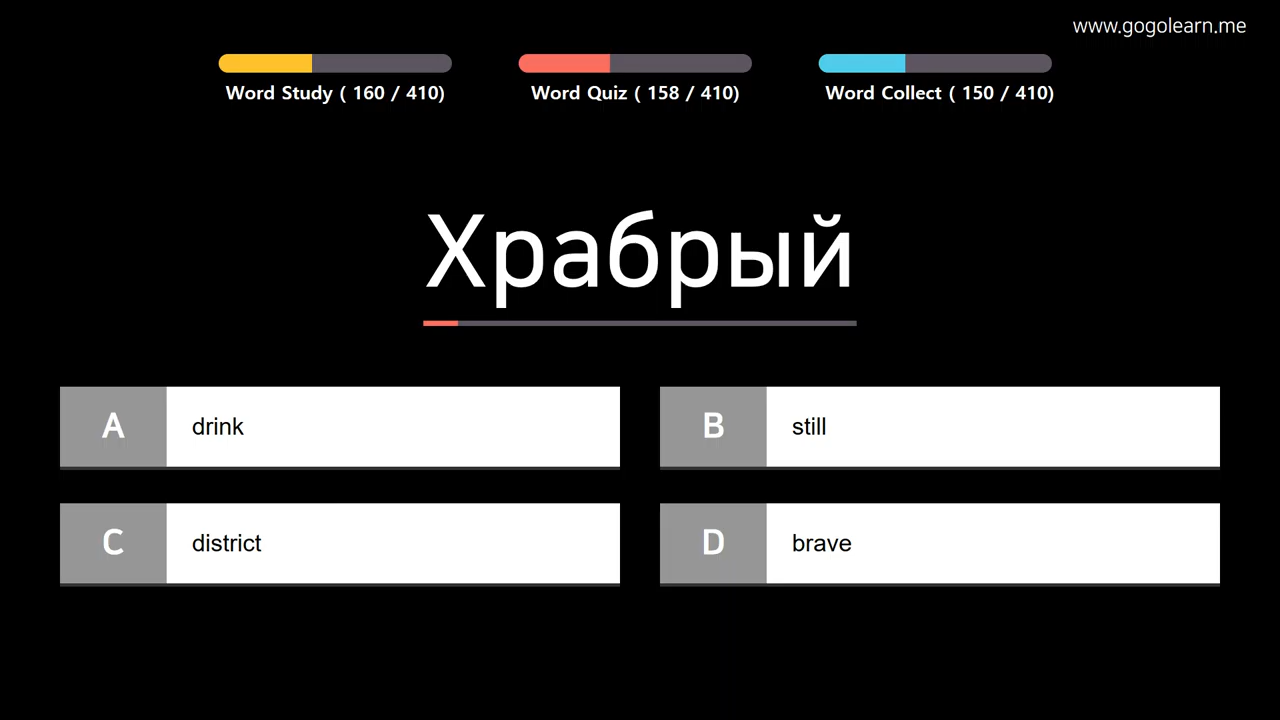 www.gogolearn.me
Word Study ( 160 / 410)
Word Quiz ( 158 / 410)
Word Collect ( 150 / 410)
Храбрый
A drink
B still
C district
D brave